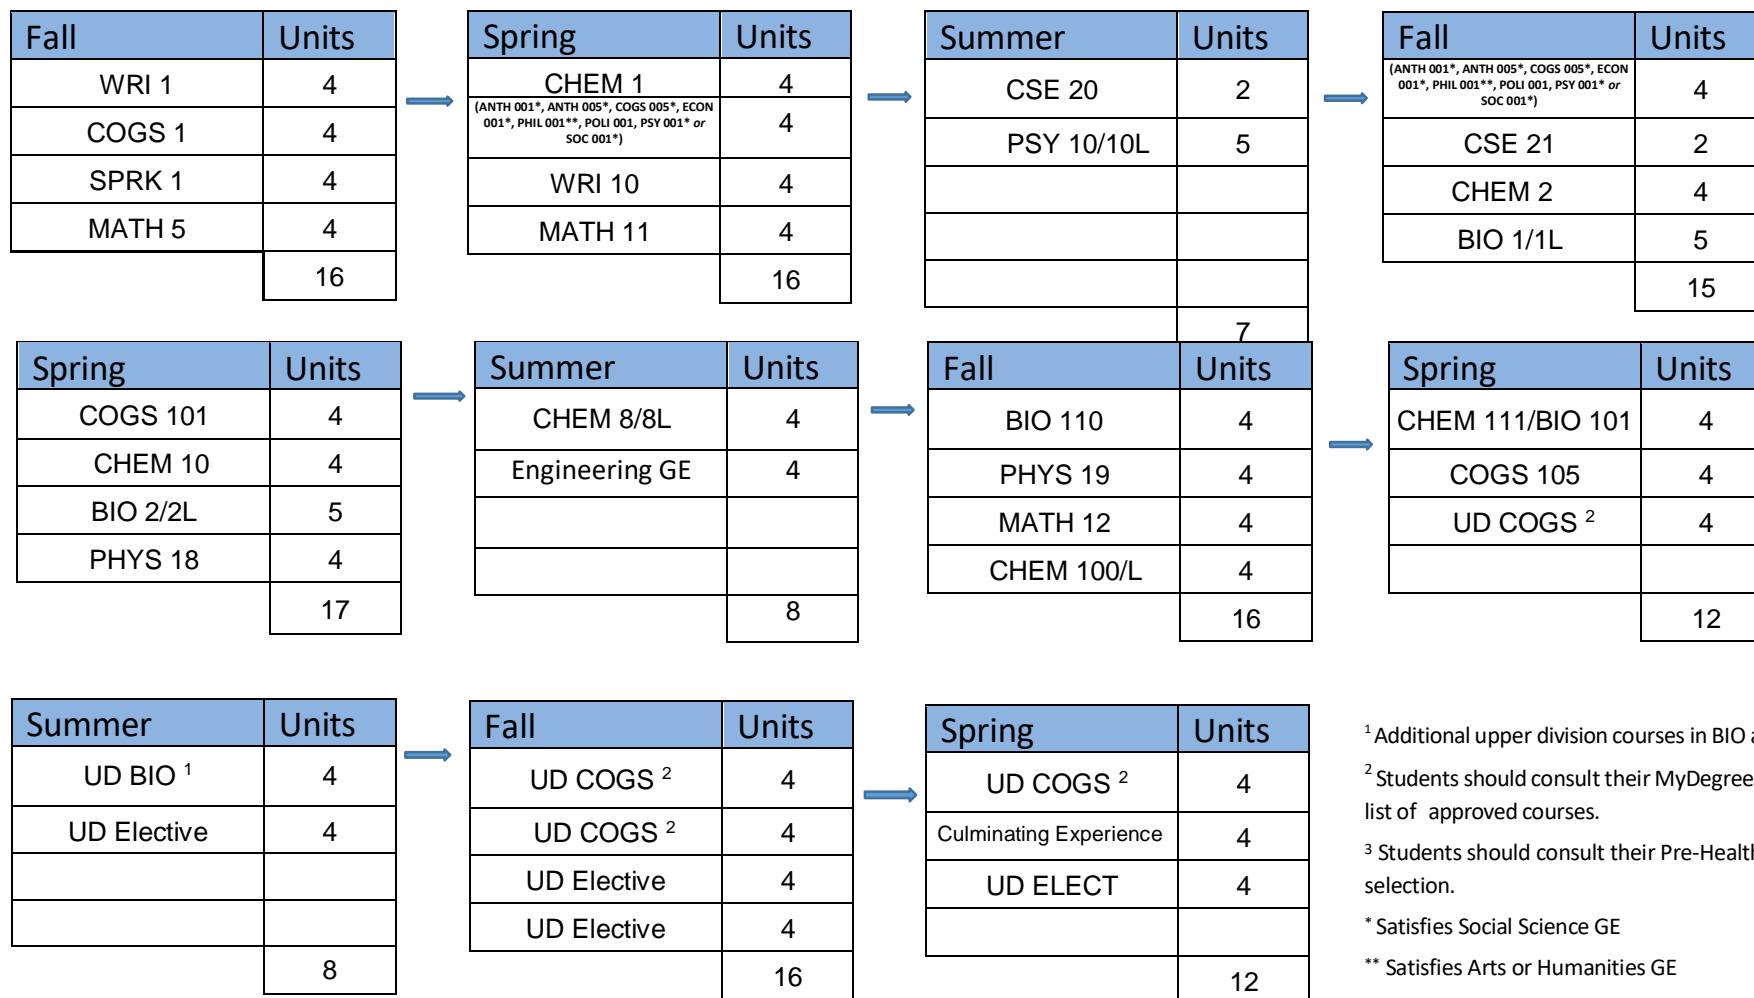 Fall Units
WRI 1 4
COGS 1 4
SPRK 1 4
MATH 5 4
16
Spring Units
CHEM 1 4
(ANTH 001*, ANTH 005*, COGS 005*, ECON
001*, PHIL 001**, POLI 001, PSY 001* or
SOC 001*)
4
WRI 10 4
MATH 11 4
16
Summer Units
CSE 20 2
PSY 10/10L 5
7
Fall Units
(ANTH 001*, ANTH 005*, COGS 005*, ECON
001*, PHIL 001**, POLI 001, PSY 001* or
SOC 001*)
4
CSE 21 2
CHEM 2 4
BIO 1/1L 5
15
Spring Units
COGS 101 4
CHEM 10 4
BIO 2/2L 5
PHYS 18 4
17
Summer Units
CHEM 8/8L 4
Engineering GE 4
8
Fall Units
BIO 110 4
PHYS 19 4
MATH 12 4
CHEM 100/L 4
16
Spring Units
CHEM 111/BIO 101 4
COGS 105 4
UD COGS 2 4
12
Summer Units
UD BIO 1 4
UD Elective 4
8
Fall Units
UD COGS 2 4
UD COGS 2 4
UD Elective 4
UD Elective 4
16
Spring Units
UD COGS 2 4
Culminating Experience 4
UD ELECT 4
12
1 Additional upper division courses in BIO
2 Students should consult their MyDegree
list of approved courses.
3 Students should consult their Pre-Health
selection.
* Satisfies Social Science GE
** Satisfies Arts or Humanities GE